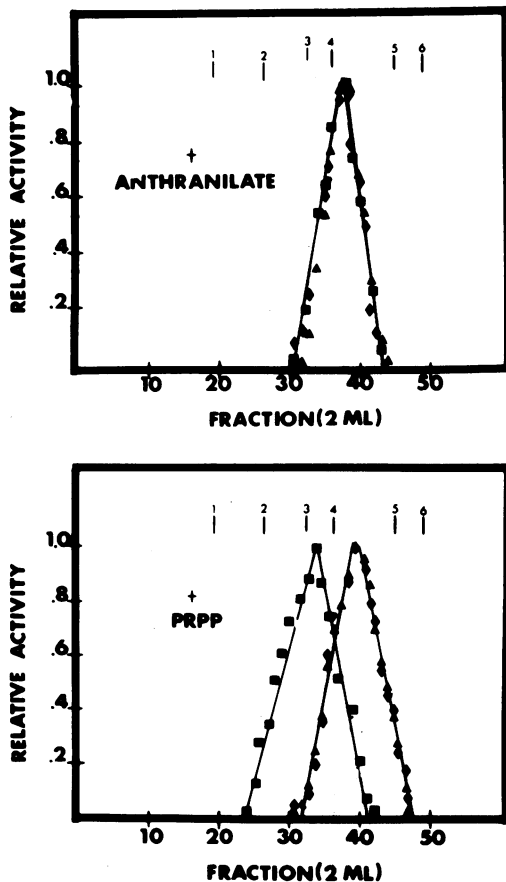 1 2 3 4 5 6
1.0
.8
.6
.4
.2
+
ANTHRANILATE
RELATIVE ACTIVITY
10 20 30 40 50
FRACTION(2 ML)
1 2 3 4 5 6
1.0
.8
.6
.4
.2
+
PRPP
RELATIVE ACTIVITY
10 20 30 40 50
FRACTION(2 ML)